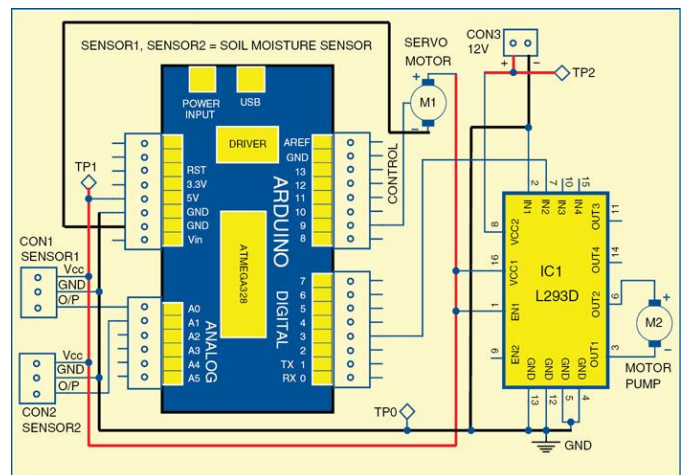 SENSOR1, SENSOR2 = SOIL MOISTURE SENSOR
SERVO
MOTOR
CON3
12V
+
−
TP2
POWER
INPUT
USB
+
M1
−
DRIVER
TP1
RST
3.3V
5V
GND
GND
Vin
AREF
GND
13
12
11
10
9
8
CONTROL
ARDUINO
ATMEGA328
2
7
10
15
IN1
IN2
IN3
IN4
8
VCC2
16
VCC1
1
EN1
9
EN2
OUT3
11
OUT4
14
OUT2
6
OUT1
3
IC1
L293D
+
M2
−
MOTOR
PUMP
CON1
SENSOR1
Vcc
GND
O/P
A0
A1
A2
A3
A4
A5
ANALOG
7
6
5
4
3
2
TX 1
RX 0
DIGITAL
CON2
SENSOR2
Vcc
GND
O/P
TP0
GND
GND
GND
GND
13
12
5
4
GND